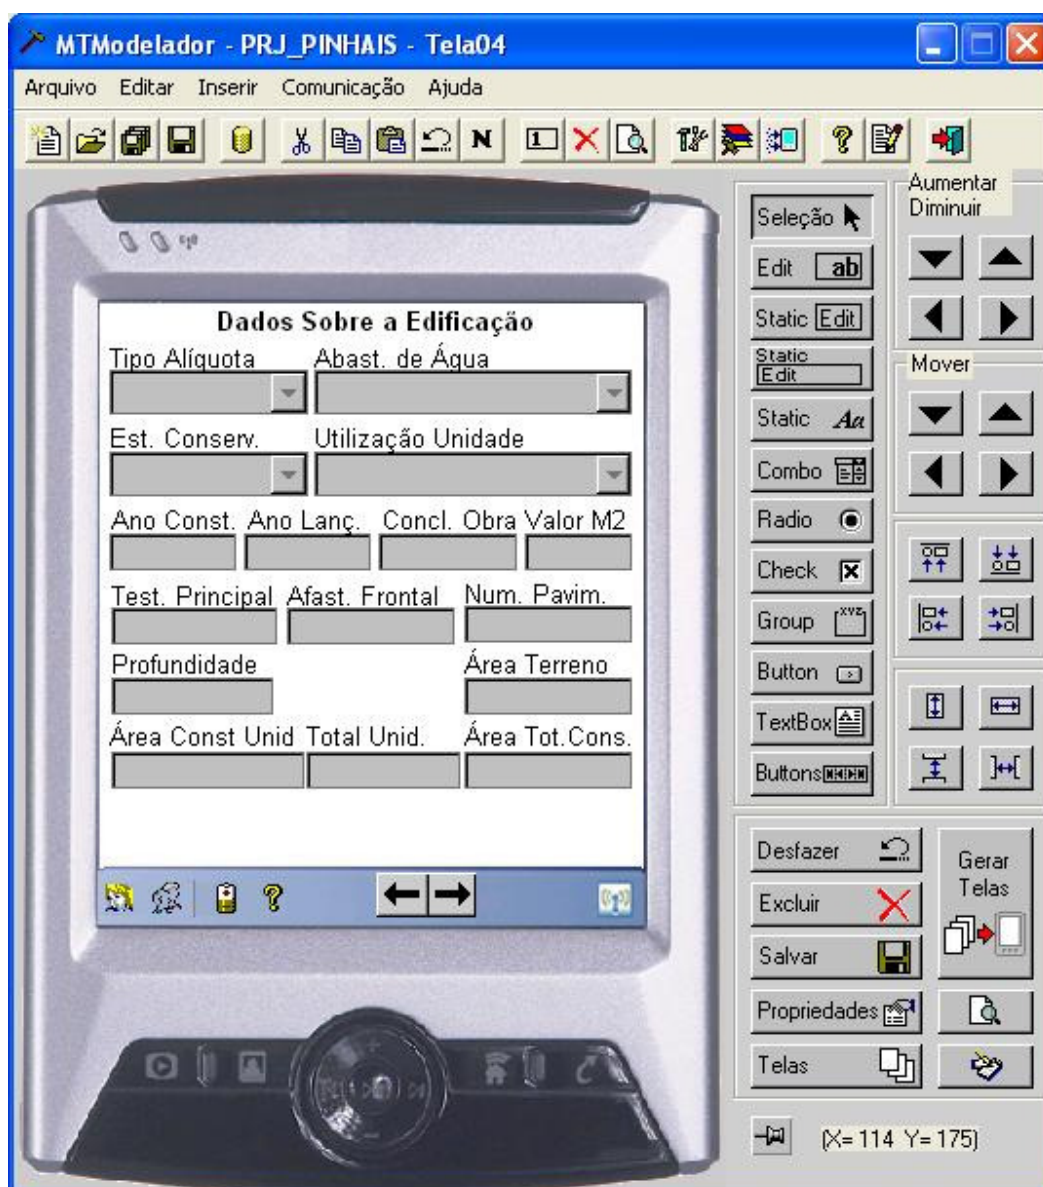 MTModelador - PRJ_PINHAIS - Tela04
Arquivo Editar Inserir Comunicação Ajuda
N 1
Dados Sobre a Edificação
Tipo Alíquota Abast. de Água
Est. Conserv. Utilização Unidade
Ano Const. Ano Lanç. Concl. Obra Valor M2
Test. Principal Afast. Frontal Num. Pavim.
Profundidade Área Terreno
Área Const Unid Total Unid. Área Tot.Cons.
Seleção
Edit ab
Static Edit
Static
Edit
Static Aa
Combo
Radio
Check
Group xyz
Button
TextBox
Buttons
Aumentar
Diminuir
Mover
Desfazer
Excluir
Salvar
Propriedades
Telas
Gerar
Telas
(X= 114 Y= 175)